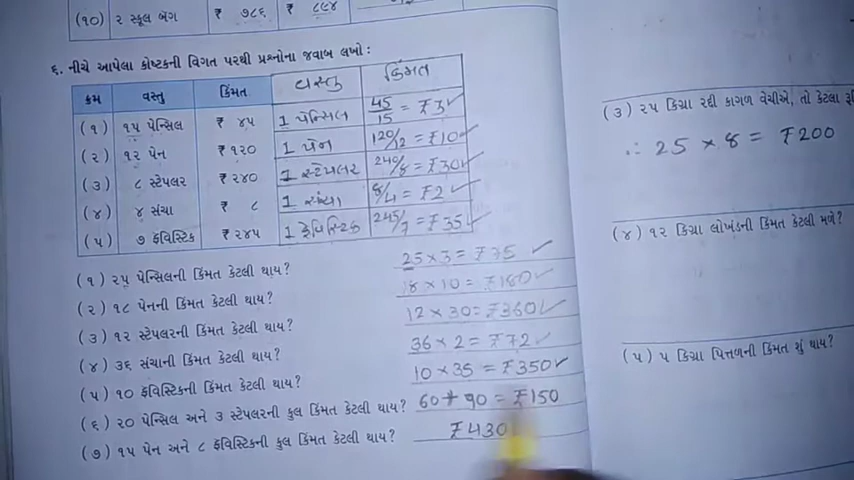 (૧૦) ૨ સ્કૂલ બૅગ ₹ ૭૮૬ ₹ ૮૯૪
૬. નીચે આપેલા કોષ્ટકની વિગત પરથી પ્રશ્નોના જવાબ લખો :
ક્રમ વસ્તુ કિંમત વસ્તુ કિંમત
(૧) ૧૫ પેન્સિલ ₹ ૪૫ 1 પેન્સિલ 45/15 = ₹3 ✓
(૨) ૧૨ પેન ₹ ૧૨૦ 1 પેન 120/12 = ₹10 ✓
(૩) ૮ સ્ટેપલર ₹ ૨૪૦ 1 સ્ટેપલર 240/8 = ₹30 ✓
(૪) ૪ સંચા ₹ ૮ 1 સંચા 8/4 = ₹2 ✓
(૫) ૭ ફેવિસ્ટિક ₹ ૨૪૫ 1 ફેવિસ્ટિક 245/7 = ₹35 ✓
(૧) ૨૫ પેન્સિલની કિંમત કેટલી થાય? 25 × 3 = ₹75 ✓
(૨) ૧૮ પેનની કિંમત કેટલી થાય? 18 × 10 = ₹180 ✓
(૩) ૧૨ સ્ટેપલરની કિંમત કેટલી થાય? 12 × 30 = ₹360 ✓
(૪) ૩૬ સંચાની કિંમત કેટલી થાય? 36 × 2 = ₹72 ✓
(૫) ૧૦ ફેવિસ્ટિકની કિંમત કેટલી થાય? 10 × 35 = ₹350 ✓
(૬) ૨૦ પેન્સિલ અને ૩ સ્ટેપલરની કુલ કિંમત કેટલી થાય? 60 + 90 = ₹150
(૭) ૧૫ પેન અને ૮ ફેવિસ્ટિકની કુલ કિંમત કેટલી થાય? ₹430
(૩) ૨૫ કિગ્રા રદ્દી કાગળ વેચીએ, તો કેટલા
∴ 25 × 8 = ₹200
(૪) ૧૨ કિગ્રા લોખંડની કિંમત કેટલી મળે?
(૫) ૫ કિગ્રા પિત્તળની કિંમત શું થાય?